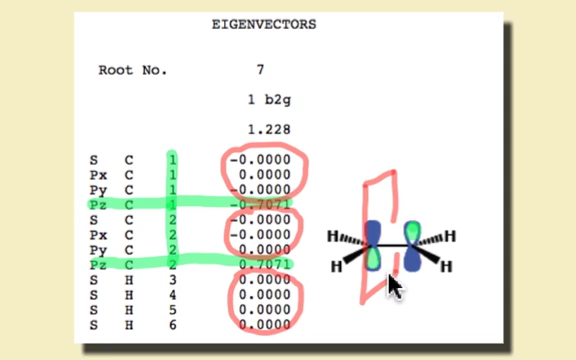 EIGENVECTORS
Root No. 7
1 b2g
1.228
S C 1 -0.0000
Px C 1 0.0000
Py C 1 -0.0000
Pz C 1 -0.7071
S C 2 -0.0000
Px C 2 -0.0000
Py C 2 0.0000
Pz C 2 0.7071
S H 3 0.0000
S H 4 0.0000
S H 5 0.0000
S H 6 0.0000
H H
H H